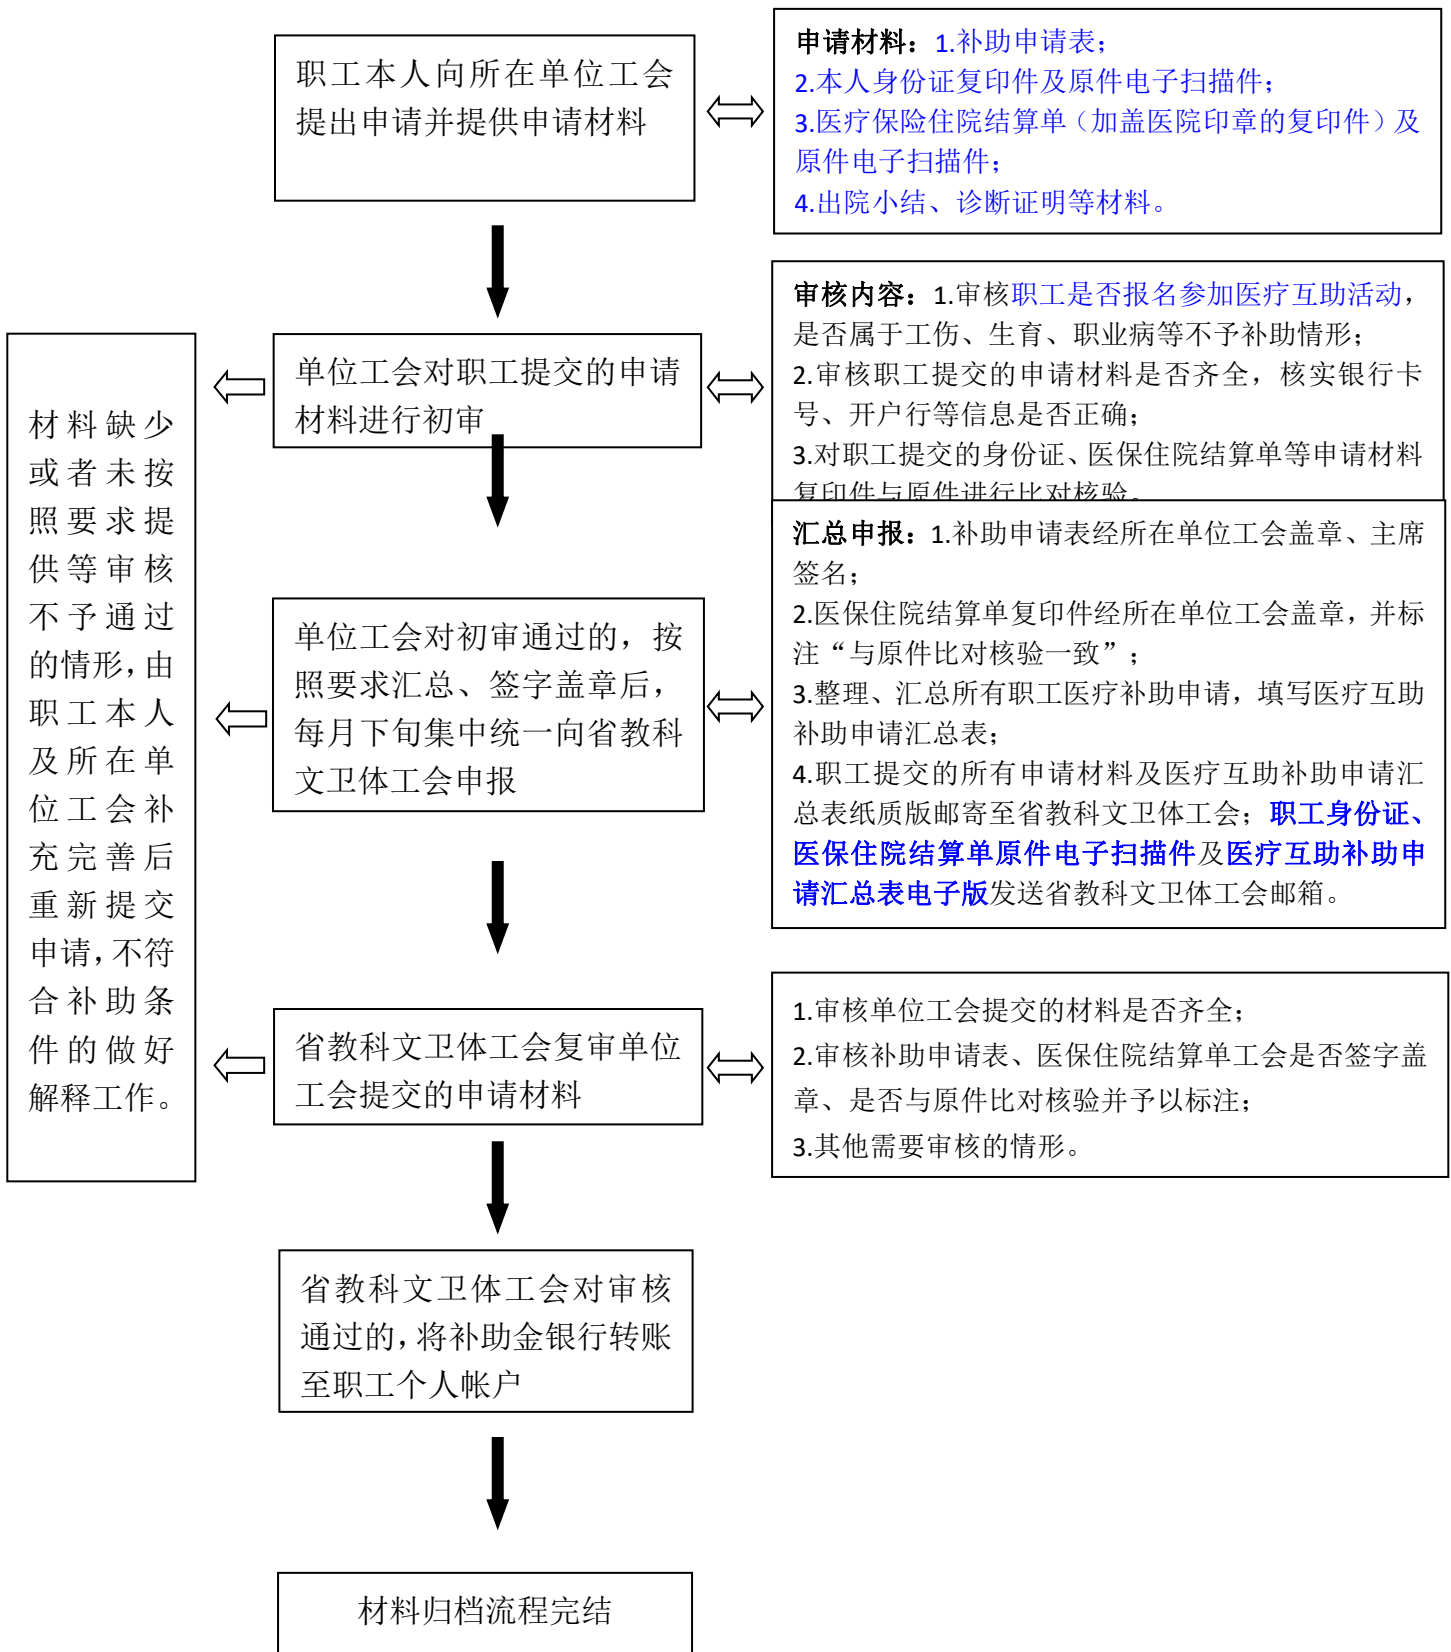 职工本人向所在单位工会
提出申请并提供申请材料
申请材料：1.补助申请表；
2.本人身份证复印件及原件电子扫描件；
3.医疗保险住院结算单（加盖医院印章的复印件）及
原件电子扫描件；
4.出院小结、诊断证明等材料。
单位工会对职工提交的申请
材料进行初审
审核内容：1.审核职工是否报名参加医疗互助活动，
是否属于工伤、生育、职业病等不予补助情形；
2.审核职工提交的申请材料是否齐全，核实银行卡
号、开户行等信息是否正确；
3.对职工提交的身份证、医保住院结算单等申请材料
复印件与原件进行比对核验。
材料缺少
或者未按
照要求提
供等审核
不予通过
的情形，由
职工本人
及所在单
位工会补
充完善后
重新提交
申请，不符
合补助条
件的做好
解释工作。
单位工会对初审通过的，按
照要求汇总、签字盖章后，
每月下旬集中统一向省教科
文卫体工会申报
汇总申报：1.补助申请表经所在单位工会盖章、主席
签名；
2.医保住院结算单复印件经所在单位工会盖章，并标
注“与原件比对核验一致”；
3.整理、汇总所有职工医疗补助申请，填写医疗互助
补助申请汇总表；
4.职工提交的所有申请材料及医疗互助补助申请汇
总表纸质版邮寄至省教科文卫体工会；职工身份证、
医保住院结算单原件电子扫描件及医疗互助补助申
请汇总表电子版发送省教科文卫体工会邮箱。
省教科文卫体工会复审单位
工会提交的申请材料
1.审核单位工会提交的材料是否齐全；
2.审核补助申请表、医保住院结算单工会是否签字盖
章、是否与原件比对核验并予以标注；
3.其他需要审核的情形。
省教科文卫体工会对审核
通过的，将补助金银行转账
至职工个人帐户
材料归档流程完结